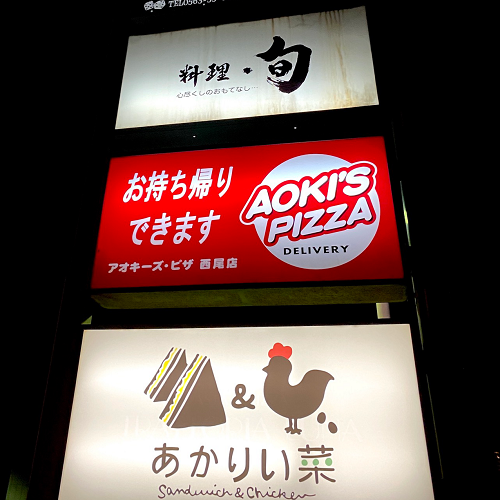 料理・旬
心尽くしのおもてなし…
お持ち帰り
できます
アオキーズ・ピザ 西尾店
AOKI'S
PIZZA
DELIVERY
&
あかりい菜
Sandwich & Chicken